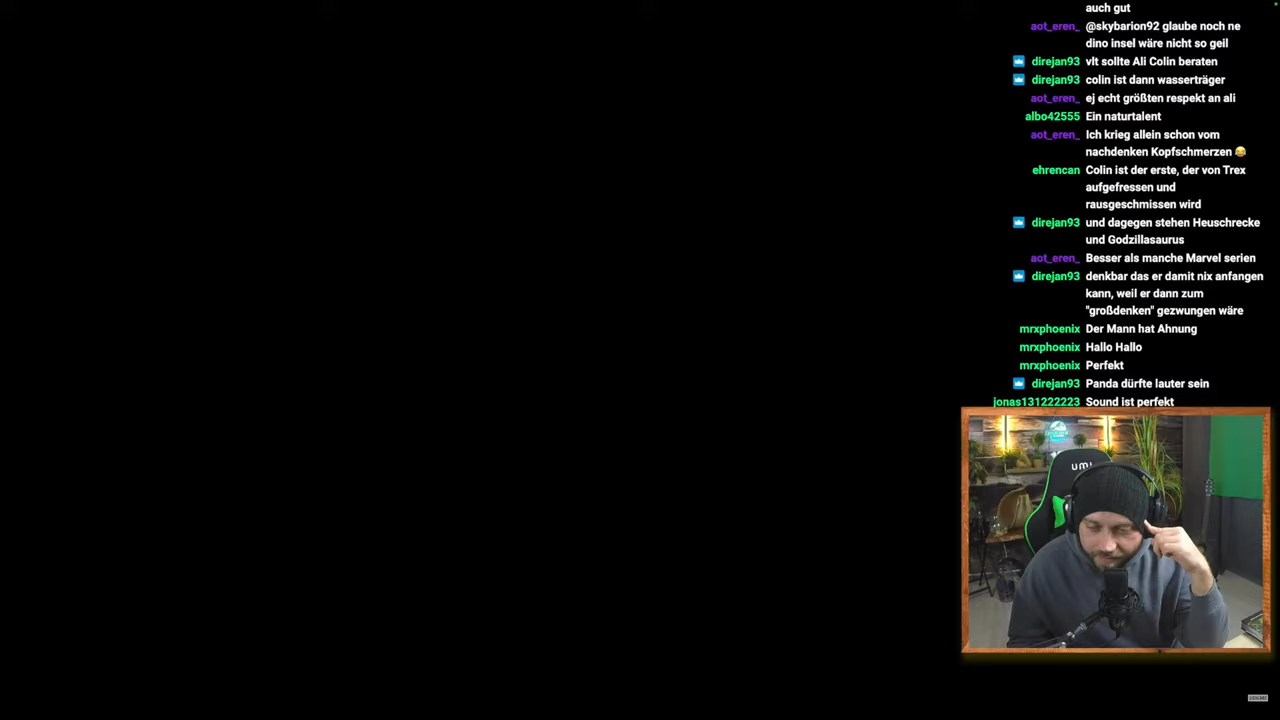 auch gut
aot_eren_ @skybarion92 glaube noch ne
dino insel wäre nicht so geil
direjan93 vlt sollte Ali Colin beraten
direjan93 colin ist dann wasserträger
aot_eren_ ej echt größten respekt an ali
albo42555 Ein naturtalent
aot_eren_ Ich krieg allein schon vom
nachdenken Kopfschmerzen 😂
ehrencan Colin ist der erste, der von Trex
aufgefressen und
rausgeschmissen wird
direjan93 und dagegen stehen Heuschrecke
und Godzillasaurus
aot_eren_ Besser als manche Marvel serien
direjan93 denkbar das er damit nix anfangen
kann, weil er dann zum
"großdenken" gezwungen wäre
mrxphoenix Der Mann hat Ahnung
mrxphoenix Hallo Hallo
mrxphoenix Perfekt
direjan93 Panda dürfte lauter sein
jonas131222223 Sound ist perfekt